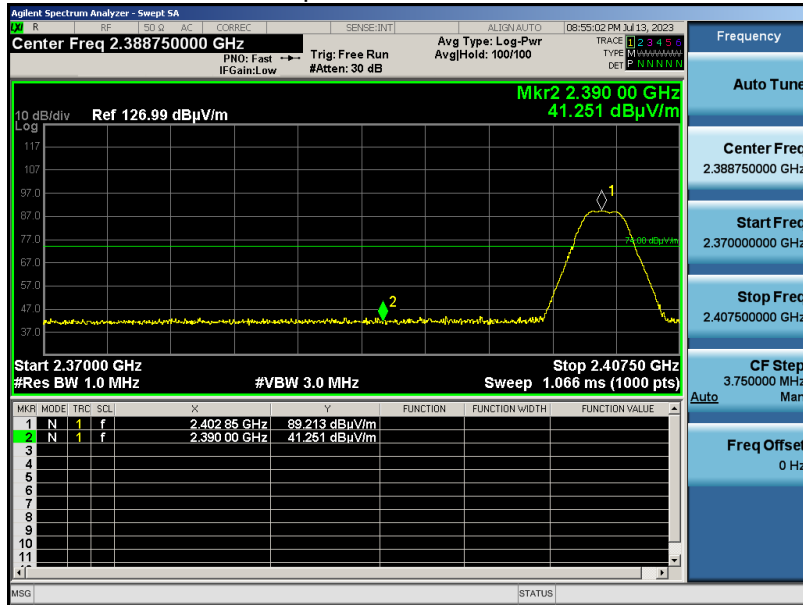 Agilent Spectrum Analyzer - Swept SA
LXI R RF 50 Ω AC CORREC SENSE:INT ALIGN AUTO 08:55:02 PM Jul 13, 2023
Center Freq 2.388750000 GHz
PNO: Fast
IFGain:Low
Trig: Free Run
#Atten: 30 dB
Avg Type: Log-Pwr
Avg|Hold: 100/100
TRACE 1 2 3 4 5 6
TYPE M
DET P N N N N N
Mkr2 2.390 00 GHz
41.251 dBµV/m
10 dB/div Ref 126.99 dBµV/m
Log
117
107
97.0
87.0
77.0
67.0
57.0
47.0
37.0
1
74.00 dBµV/m
2
Start 2.37000 GHz Stop 2.40750 GHz
#Res BW 1.0 MHz #VBW 3.0 MHz Sweep 1.066 ms (1000 pts)
MKR MODE TRC SCL X Y FUNCTION FUNCTION WIDTH FUNCTION VALUE
1 N 1 f 2.402 85 GHz 89.213 dBµV/m
2 N 1 f 2.390 00 GHz 41.251 dBµV/m
3
4
5
6
7
8
9
10
11
MSG STATUS
Frequency
Auto Tune
Center Freq
2.388750000 GHz
Start Freq
2.370000000 GHz
Stop Freq
2.407500000 GHz
CF Step
3.750000 MHz
Auto Man
Freq Offset
0 Hz